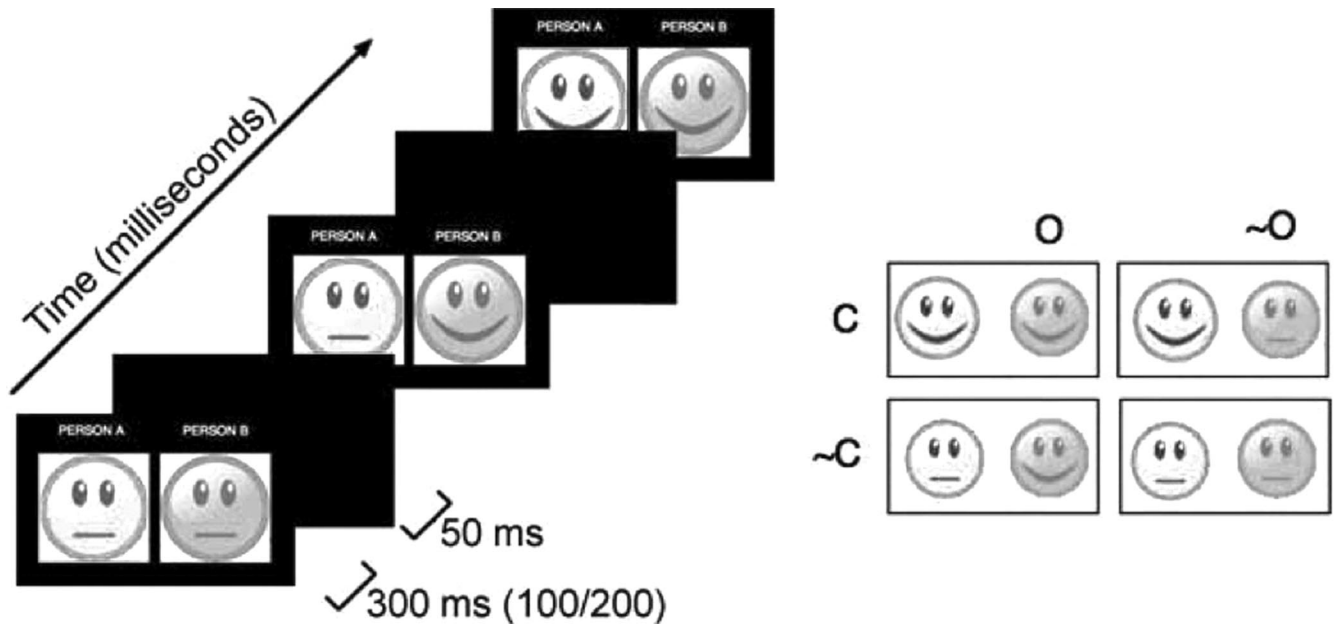 PERSON A PERSON B
Time (milliseconds)
PERSON A PERSON B
PERSON A PERSON B
50 ms
300 ms (100/200)
O ~O
C
~C